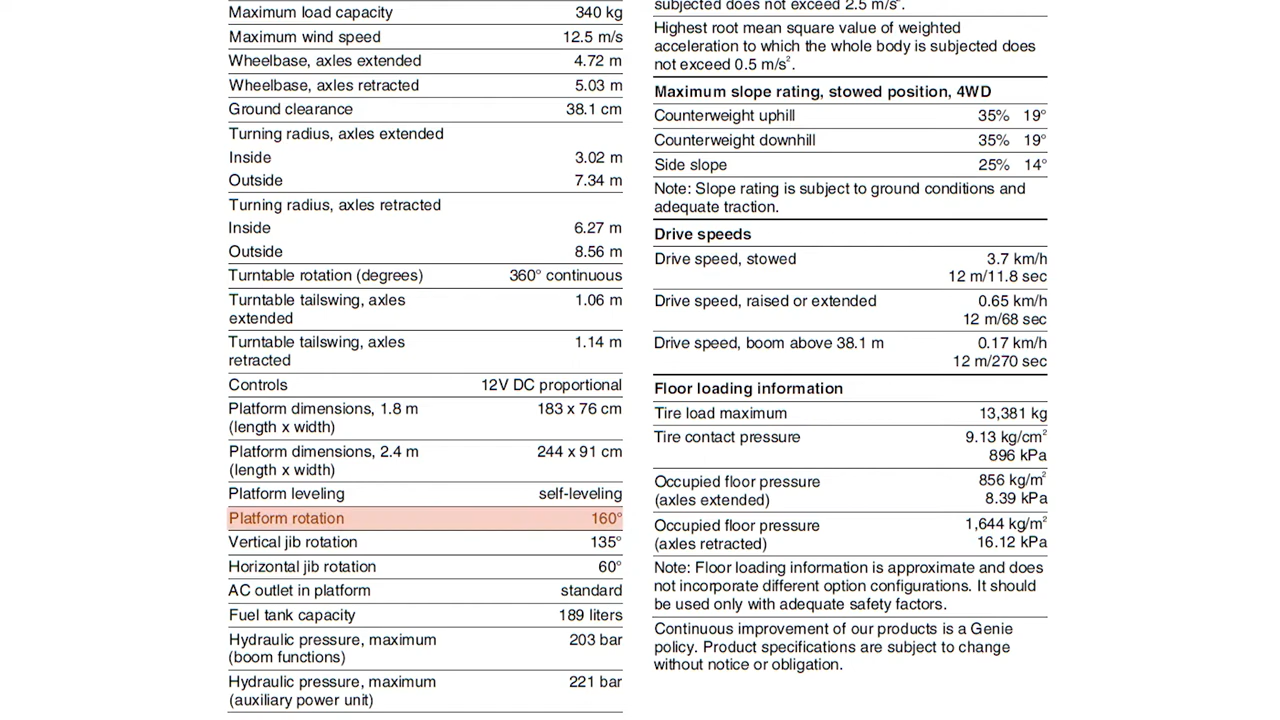 Maximum load capacity 340 kg
Maximum wind speed 12.5 m/s
Wheelbase, axles extended 4.72 m
Wheelbase, axles retracted 5.03 m
Ground clearance 38.1 cm
Turning radius, axles extended
Inside 3.02 m
Outside 7.34 m
Turning radius, axles retracted
Inside 6.27 m
Outside 8.56 m
Turntable rotation (degrees) 360° continuous
Turntable tailswing, axles 1.06 m
extended
Turntable tailswing, axles 1.14 m
retracted
Controls 12V DC proportional
Platform dimensions, 1.8 m 183 x 76 cm
(length x width)
Platform dimensions, 2.4 m 244 x 91 cm
(length x width)
Platform leveling self-leveling
Platform rotation 160°
Vertical jib rotation 135°
Horizontal jib rotation 60°
AC outlet in platform standard
Fuel tank capacity 189 liters
Hydraulic pressure, maximum 203 bar
(boom functions)
Hydraulic pressure, maximum 221 bar
(auxiliary power unit)
subjected does not exceed 2.5 m/s².
Highest root mean square value of weighted
acceleration to which the whole body is subjected does
not exceed 0.5 m/s².
Maximum slope rating, stowed position, 4WD
Counterweight uphill 35% 19°
Counterweight downhill 35% 19°
Side slope 25% 14°
Note: Slope rating is subject to ground conditions and
adequate traction.
Drive speeds
Drive speed, stowed 3.7 km/h
12 m/11.8 sec
Drive speed, raised or extended 0.65 km/h
12 m/68 sec
Drive speed, boom above 38.1 m 0.17 km/h
12 m/270 sec
Floor loading information
Tire load maximum 13,381 kg
Tire contact pressure 9.13 kg/cm²
896 kPa
Occupied floor pressure 856 kg/m²
(axles extended) 8.39 kPa
Occupied floor pressure 1,644 kg/m²
(axles retracted) 16.12 kPa
Note: Floor loading information is approximate and does
not incorporate different option configurations. It should
be used only with adequate safety factors.
Continuous improvement of our products is a Genie
policy. Product specifications are subject to change
without notice or obligation.